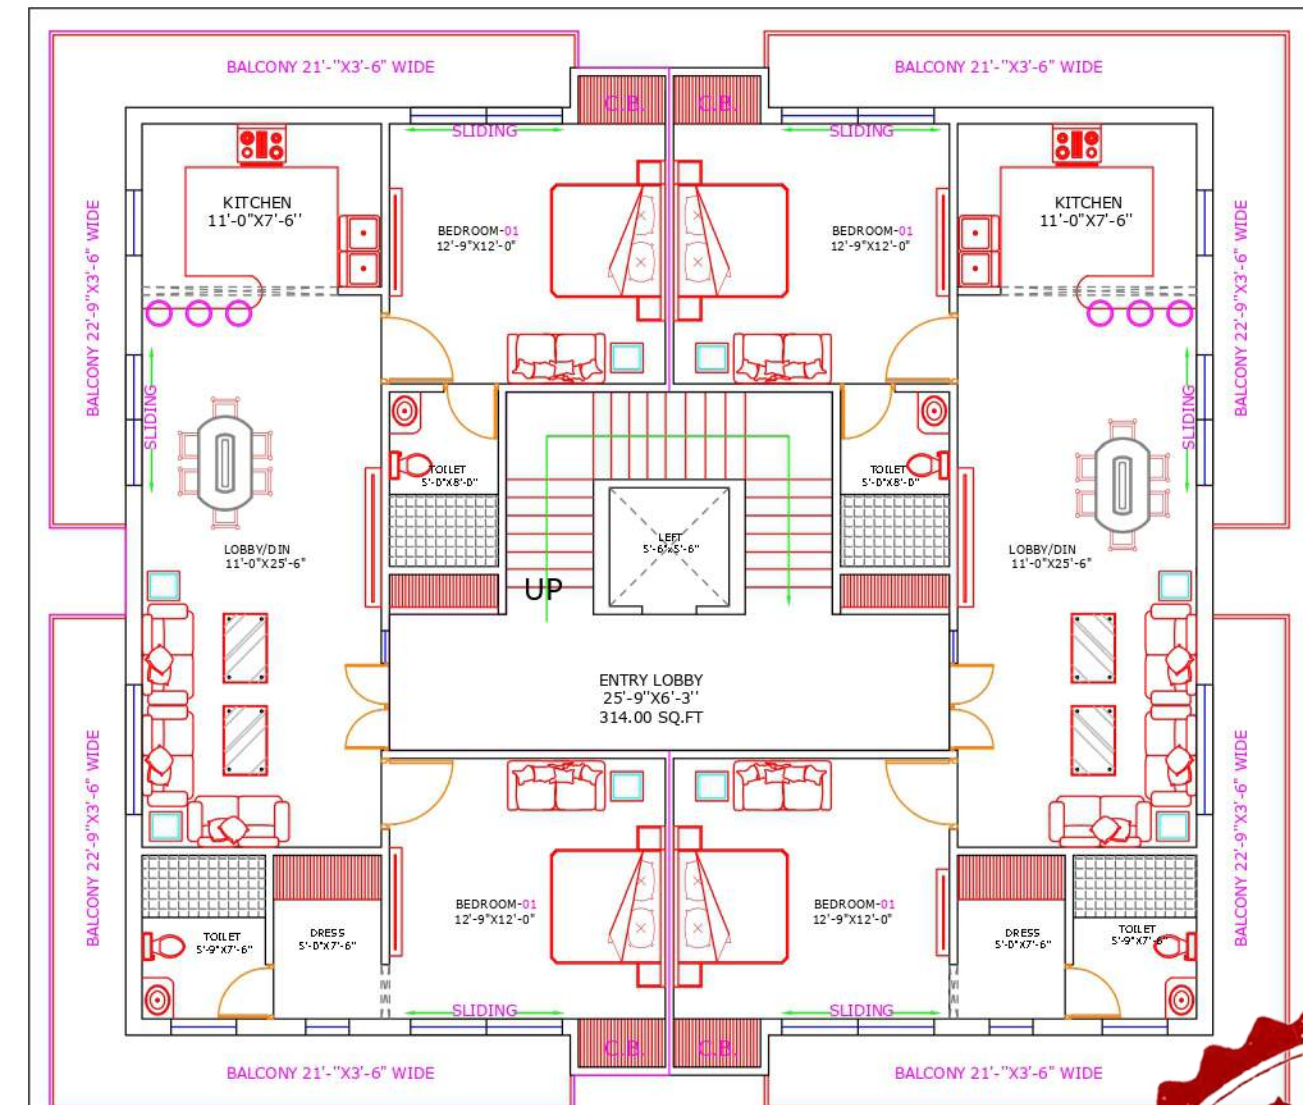 BALCONY 21'-"X3'-6" WIDE
BALCONY 21'-"X3'-6" WIDE
C.B.
C.B.
SLIDING
SLIDING
KITCHEN
11'-0"X7'-6''
BEDROOM-01
12'-9"X12'-0"
BEDROOM-01
12'-9"X12'-0"
KITCHEN
11'-0"X7'-6"
BALCONY 22'-9"X3'-6" WIDE
BALCONY 22'-9"X3'-6" WIDE
SLIDING
SLIDING
TOILET
5'-0"X8'-0"
TOILET
5'-0"X8'-0"
LEFT
5'-6"x5'-6"
LOBBY/DIN
11'-0"X25'-6"
LOBBY/DIN
11'-0"X25'-6"
UP
ENTRY LOBBY
25'-9"X6'-3''
314.00 SQ.FT
BALCONY 22'-9"X3'-6" WIDE
BALCONY 22'-9"X3'-6" WIDE
BEDROOM-01
12'-9"X12'-0"
BEDROOM-01
12'-9"X12'-0"
TOILET
5'-9"X7'-6"
DRESS
5'-0"X7'-6"
DRESS
5'-0"X7'-6"
TOILET
5'-9"X7'-6"
SLIDING
SLIDING
C.B.
C.B.
BALCONY 21'-"X3'-6" WIDE
BALCONY 21'-"X3'-6" WIDE